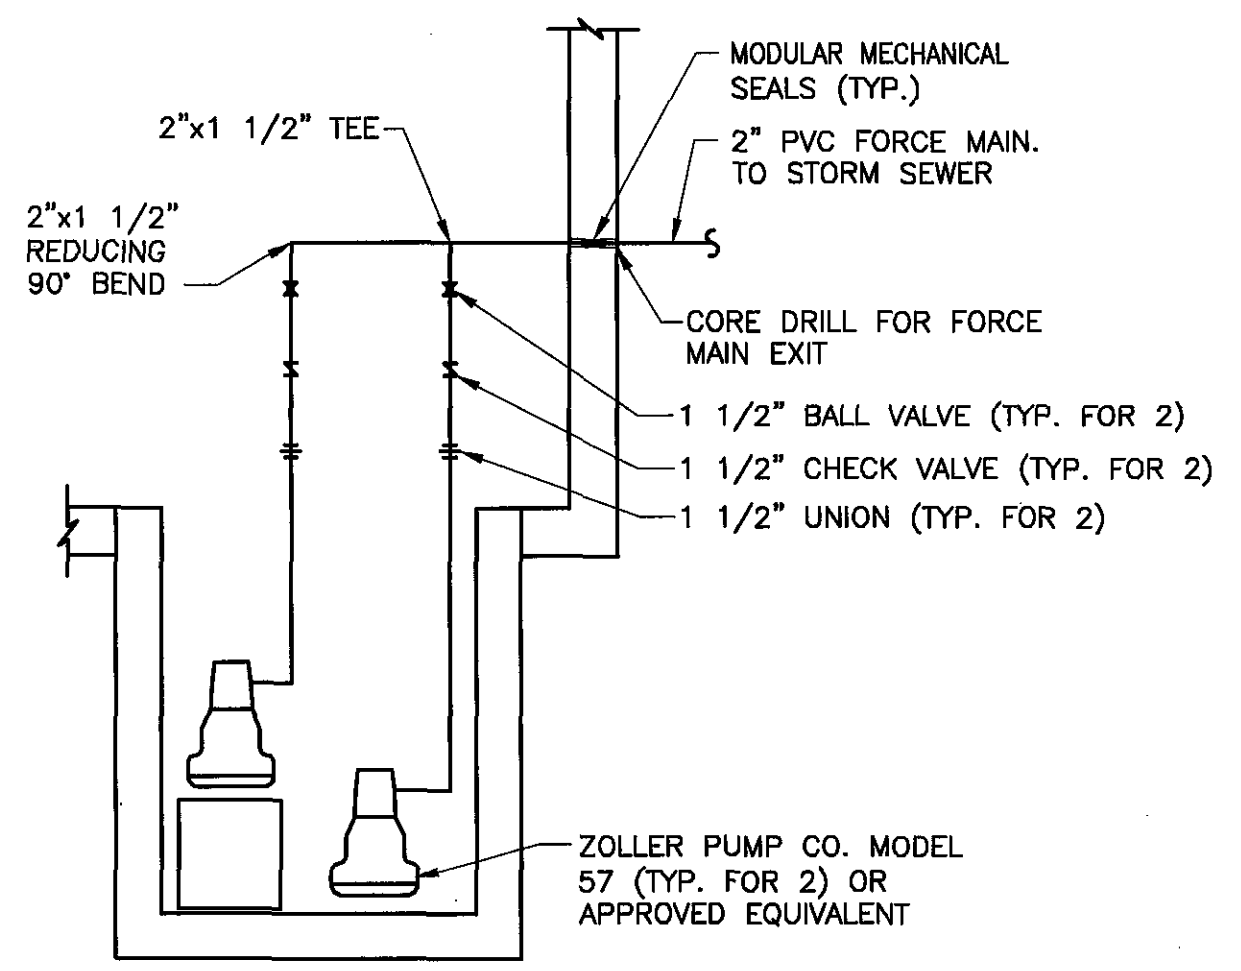 MODULAR MECHANICAL
SEALS (TYP.)
2"x1 1/2" TEE
2" PVC FORCE MAIN.
TO STORM SEWER
2"x1 1/2"
REDUCING
90° BEND
CORE DRILL FOR FORCE
MAIN EXIT
1 1/2" BALL VALVE (TYP. FOR 2)
1 1/2" CHECK VALVE (TYP. FOR 2)
1 1/2" UNION (TYP. FOR 2)
ZOLLER PUMP CO. MODEL
57 (TYP. FOR 2) OR
APPROVED EQUIVALENT